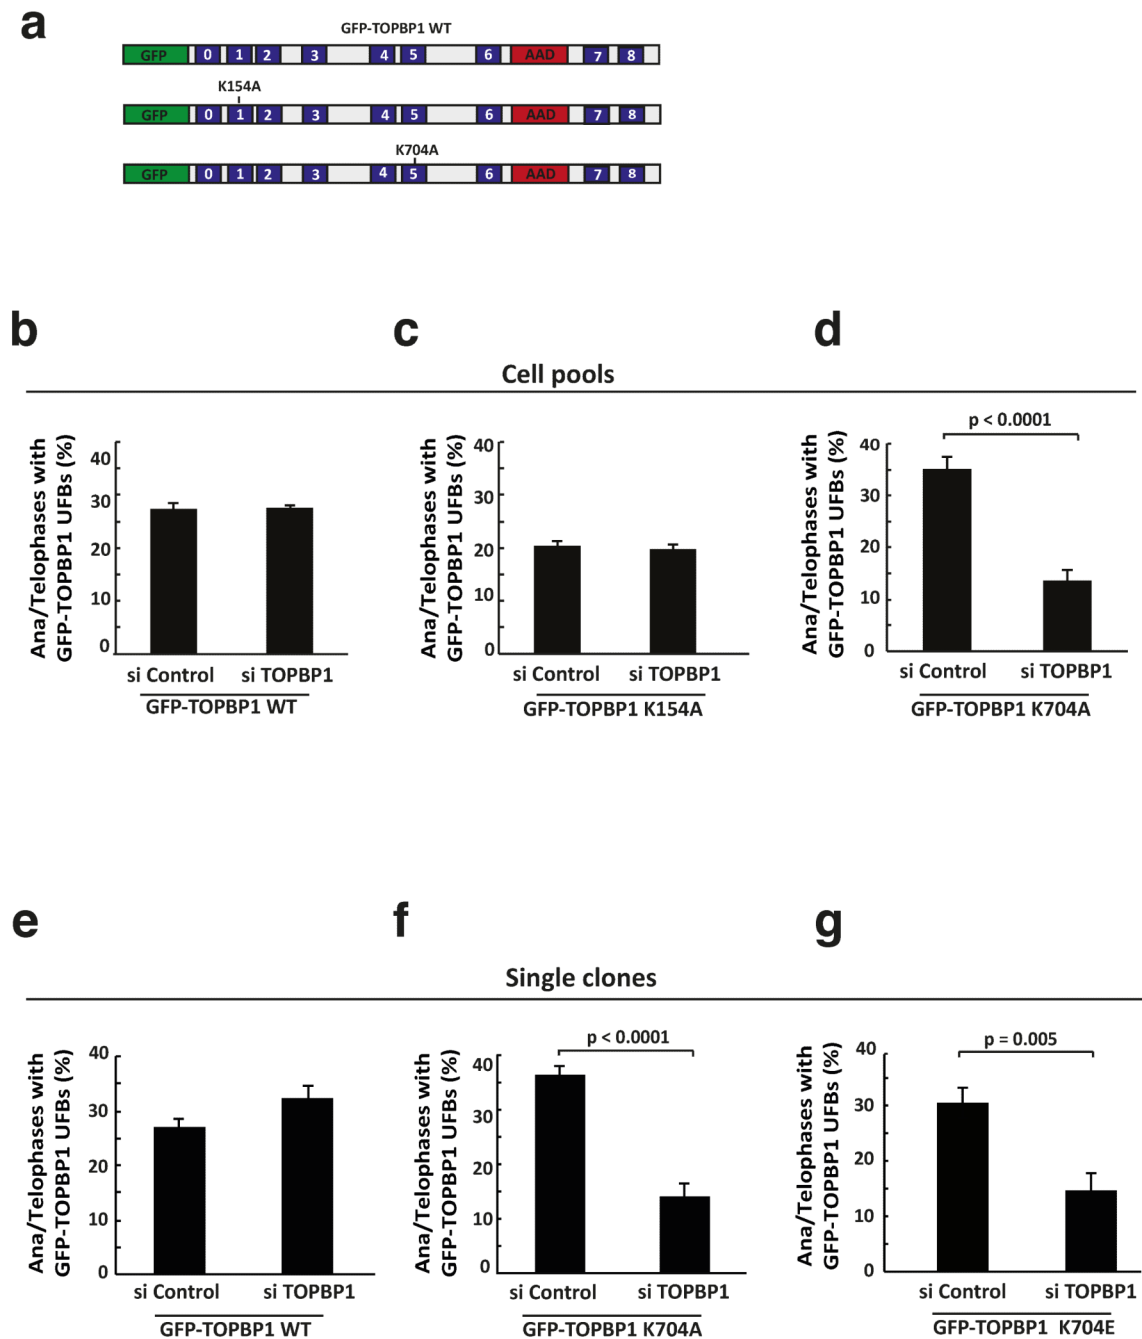 a
GFP-TOPBP1 WT
GFP 0 1 2 3 4 5 6 AAD 7 8
K154A
GFP 0 1 2 3 4 5 6 AAD 7 8
K704A
GFP 0 1 2 3 4 5 6 AAD 7 8
b c d
Cell pools
Ana/Telophases with
GFP-TOPBP1 UFBs (%)
40
30
20
10
0
si Control si TOPBP1
GFP-TOPBP1 WT
Ana/Telophases with
GFP-TOPBP1 UFBs (%)
40
30
20
10
0
si Control si TOPBP1
GFP-TOPBP1 K154A
p < 0.0001
Ana/Telophases with
GFP-TOPBP1 UFBs (%)
40
30
20
10
0
si Control si TOPBP1
GFP-TOPBP1 K704A
e f g
Single clones
Ana/Telophases with
GFP-TOPBP1 UFBs (%)
40
30
20
10
0
si Control si TOPBP1
GFP-TOPBP1 WT
p < 0.0001
Ana/Telophases with
GFP-TOPBP1 UFBs (%)
40
30
20
10
0
si Control si TOPBP1
GFP-TOPBP1 K704A
p = 0.005
Ana/Telophases with
GFP-TOPBP1 UFBs (%)
40
30
20
10
0
si Control si TOPBP1
GFP-TOPBP1 K704E